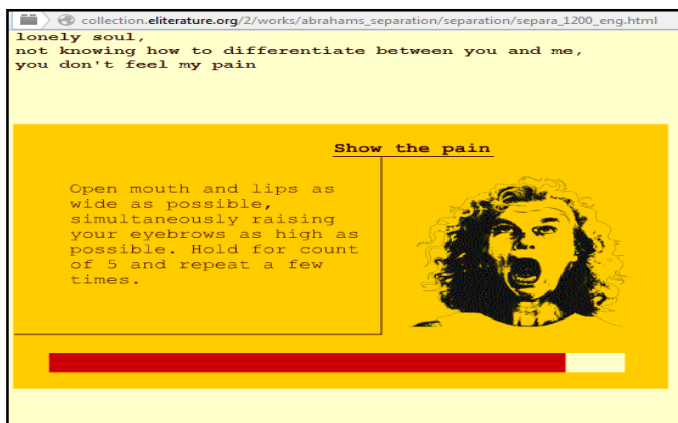 collection.eliterature.org/2/works/abrahams_separation/separation/separa_1200_eng.html
lonely soul,
not knowing how to differentiate between you and me,
you don't feel my pain
Show the pain
Open mouth and lips as
wide as possible,
simultaneously raising
your eyebrows as high as
possible. Hold for count
of 5 and repeat a few
times.